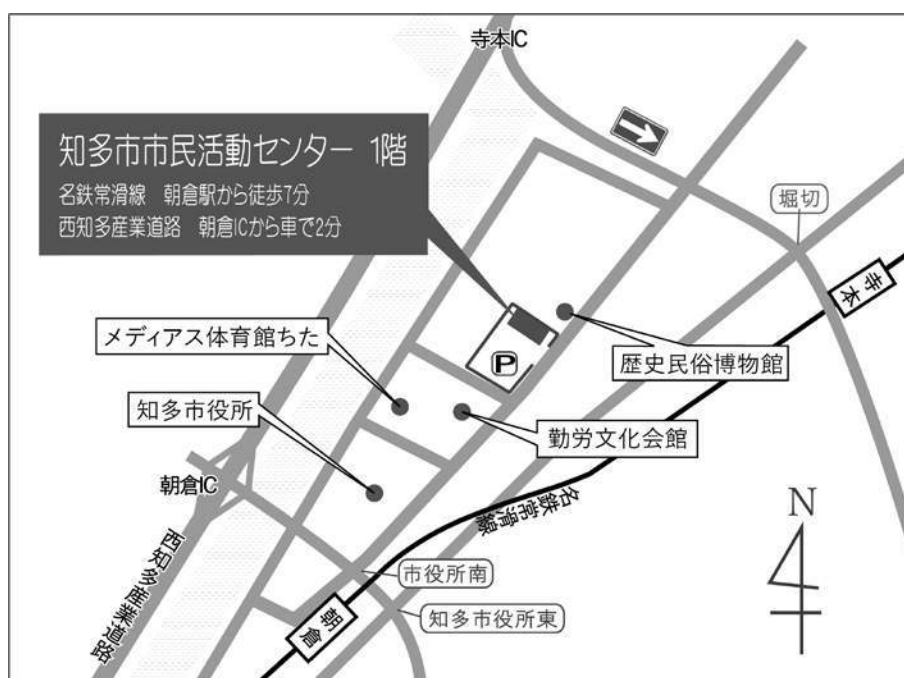 寺本IC
知多市市民活動センター 1階
名鉄常滑線 朝倉駅から徒歩7分
西知多産業道路 朝倉ICから車で2分
堀切
寺本
メディアス体育館ちた
P
歴史民俗博物館
知多市役所
勤労文化会館
朝倉IC
名鉄常滑線
N
西知多産業道路
市役所南
朝倉
知多市役所東